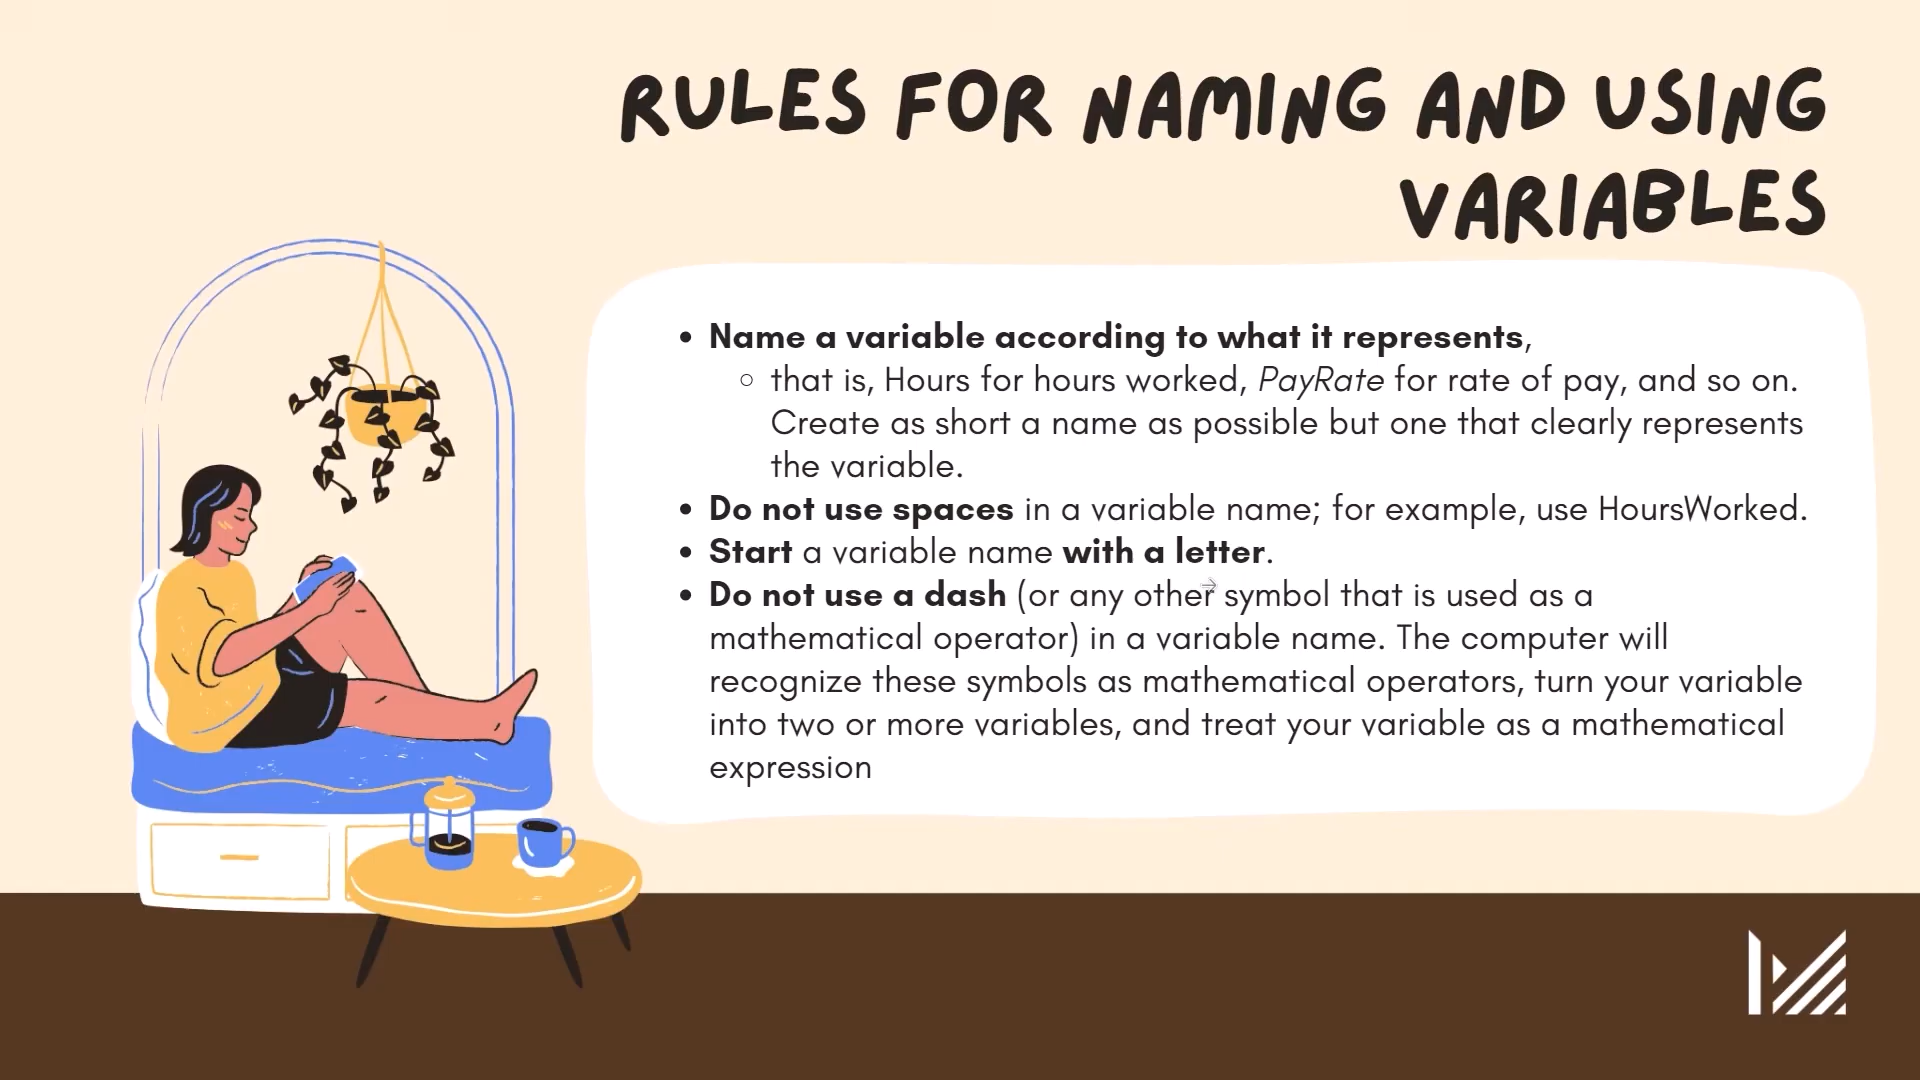 RULES FOR NAMING AND USING
VARIABLES
• Name a variable according to what it represents,
○ that is, Hours for hours worked, PayRate for rate of pay, and so on.
Create as short a name as possible but one that clearly represents
the variable.
• Do not use spaces in a variable name; for example, use HoursWorked.
• Start a variable name with a letter.
• Do not use a dash (or any other symbol that is used as a
mathematical operator) in a variable name. The computer will
recognize these symbols as mathematical operators, turn your variable
into two or more variables, and treat your variable as a mathematical
expression